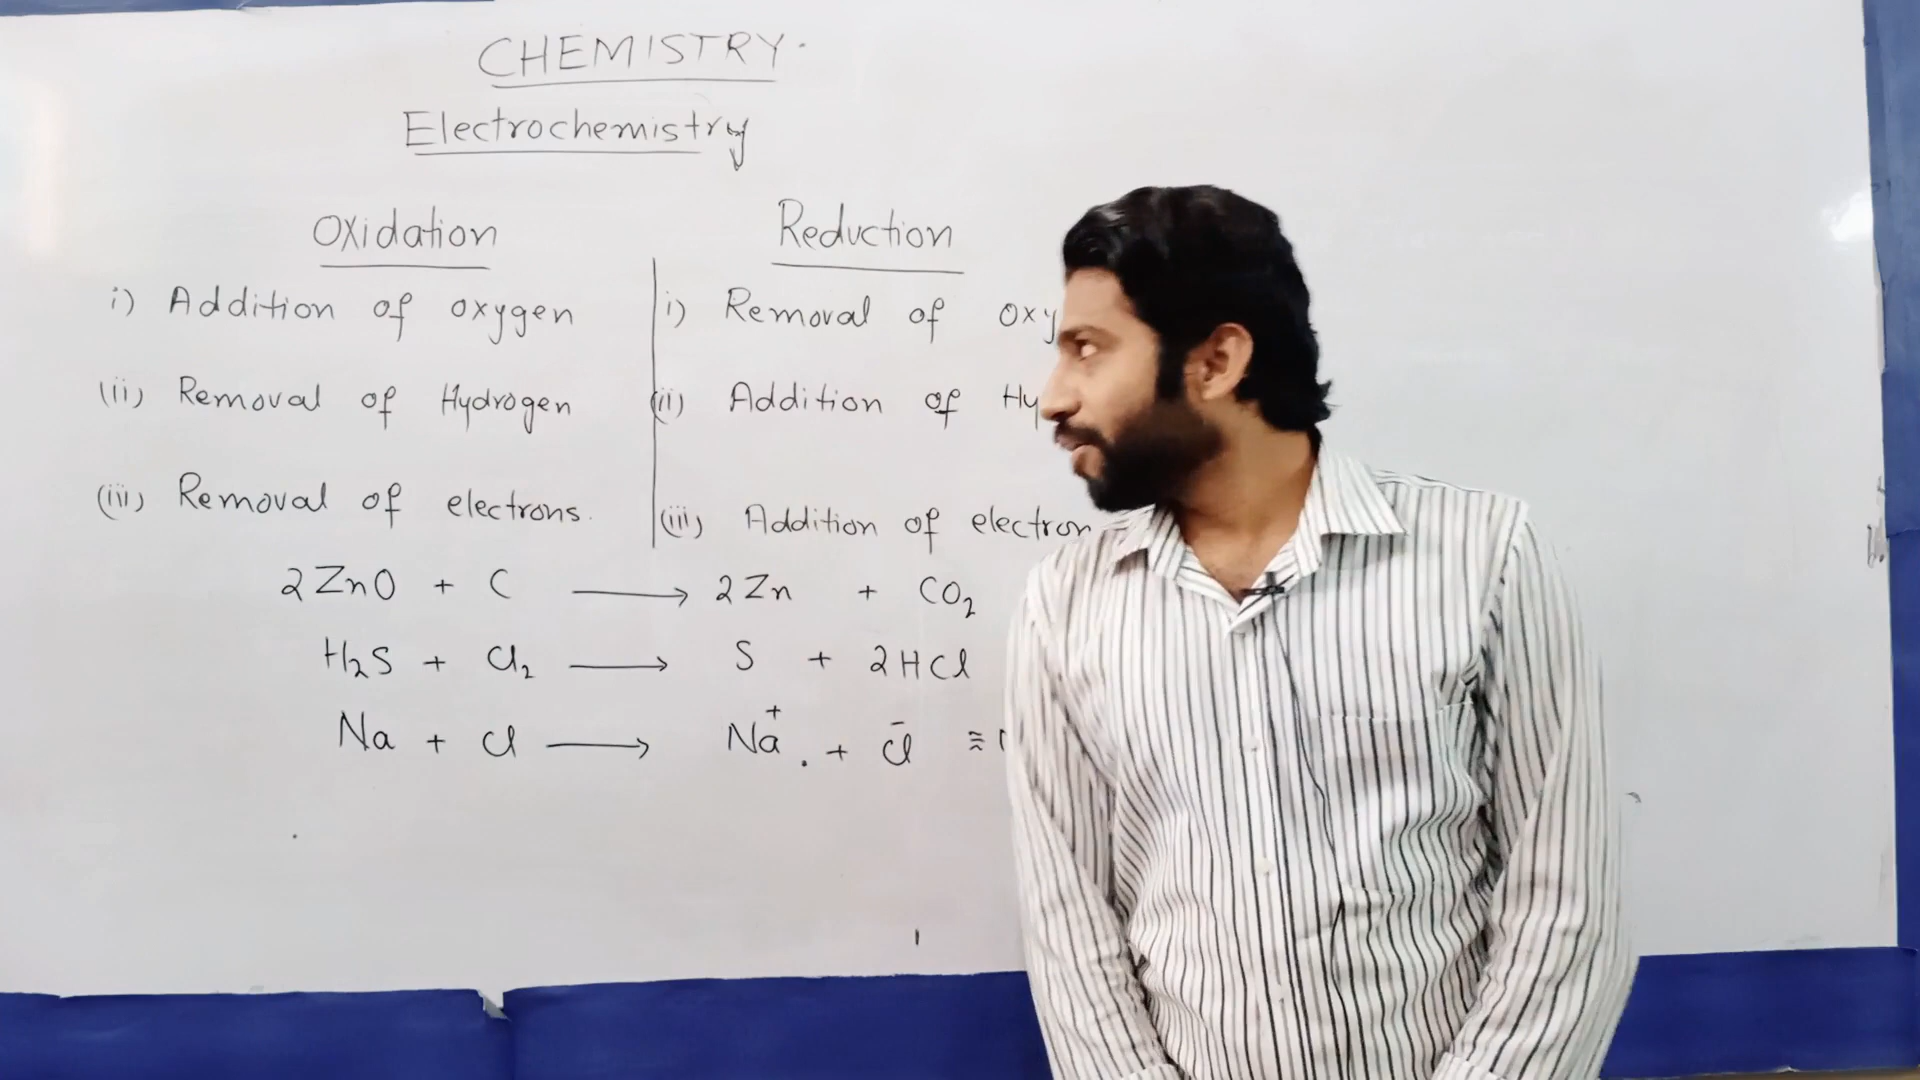 CHEMISTRY.
Electrochemistry
Oxidation
i) Addition of oxygen
(ii) Removal of Hydrogen
(iii) Removal of electrons.
Reduction
i) Removal of
(ii) Addition of
(iii) Addition of electron
2ZnO + C ⟶ 2Zn + CO₂
H₂S + Cl₂ ⟶ S + 2HCl
Na + Cl ⟶ Na⁺ + Cl⁻